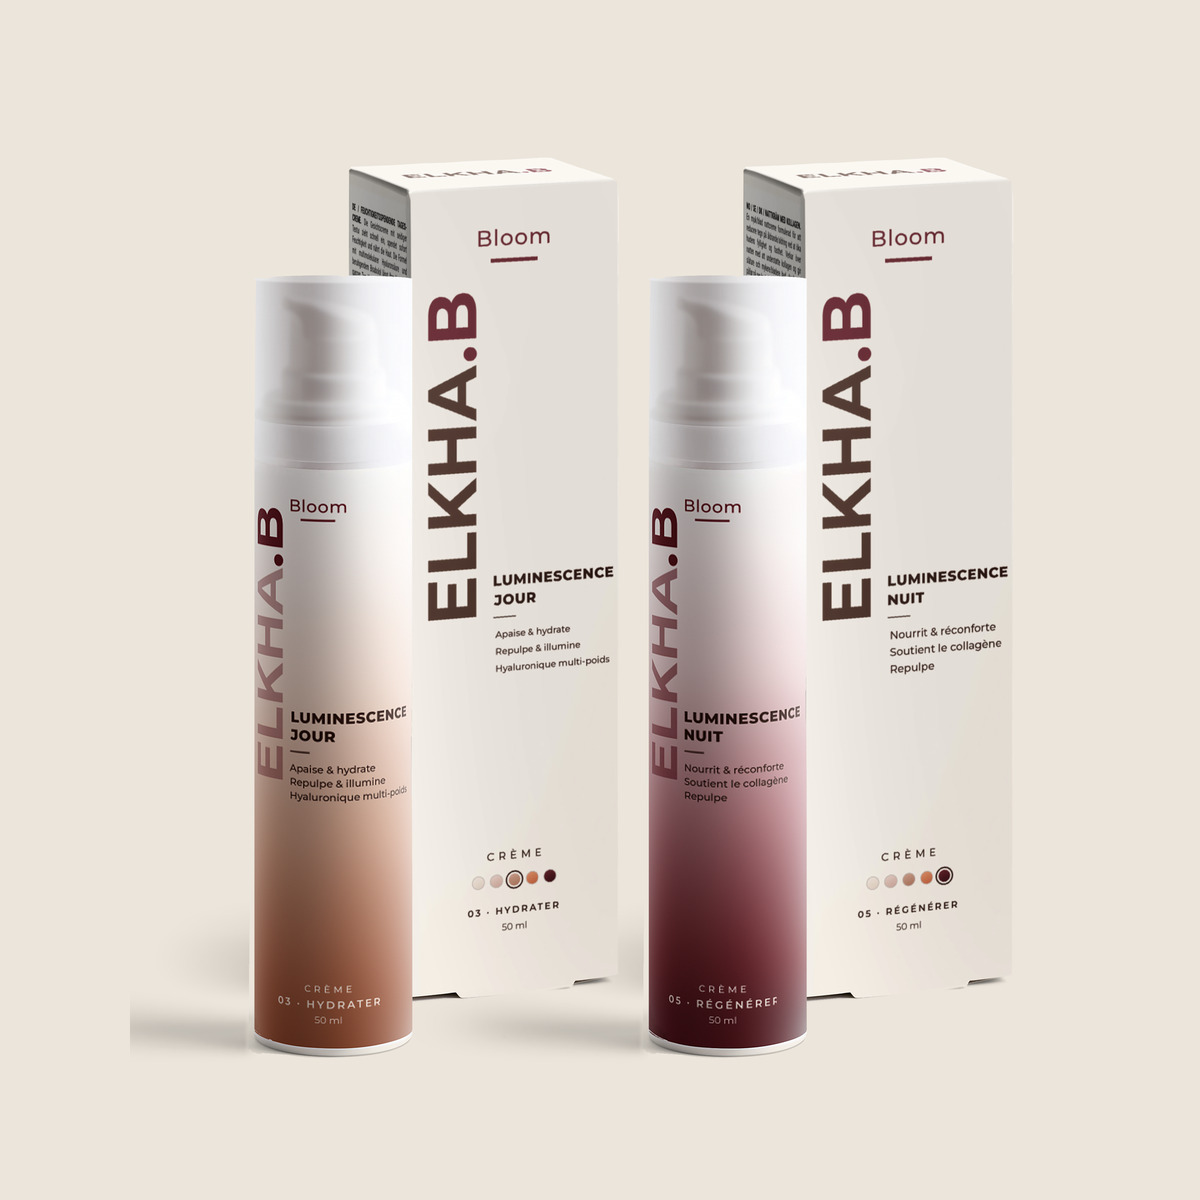 ELKHA.B
Bloom
ELKHA.B
LUMINESCENCE
JOUR
Apaise & hydrate
Repulpe & illumine
Hyaluronique multi-poids
CRÈME
03 · HYDRATER
50 ml
Bloom
ELKHA.B
LUMINESCENCE
JOUR
Apaise & hydrate
Repulpe & illumine
Hyaluronique multi-poids
CRÈME
03 · HYDRATER
50 ml
ELKHA.B
Bloom
ELKHA.B
LUMINESCENCE
NUIT
Nourrit & réconforte
Soutient le collagène
Repulpe
CRÈME
05 · RÉGÉNÉRER
50 ml
Bloom
ELKHA.B
LUMINESCENCE
NUIT
Nourrit & réconforte
Soutient le collagène
Repulpe
CRÈME
05 · RÉGÉNÉRER
50 ml